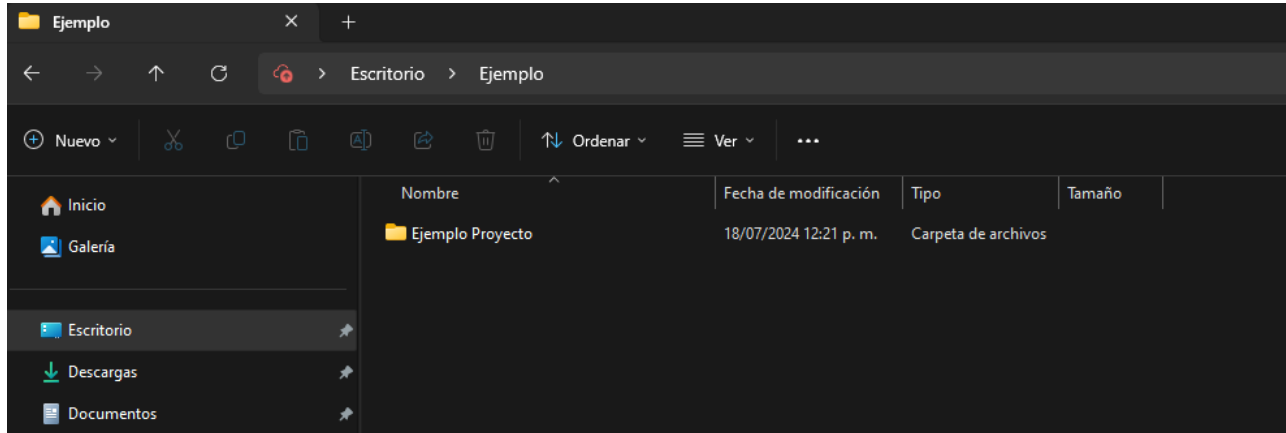 Ejemplo
Escritorio > Ejemplo
Nuevo Ordenar Ver
Nombre Fecha de modificación Tipo Tamaño
Ejemplo Proyecto 18/07/2024 12:21 p. m. Carpeta de archivos
Inicio
Galería
Escritorio
Descargas
Documentos